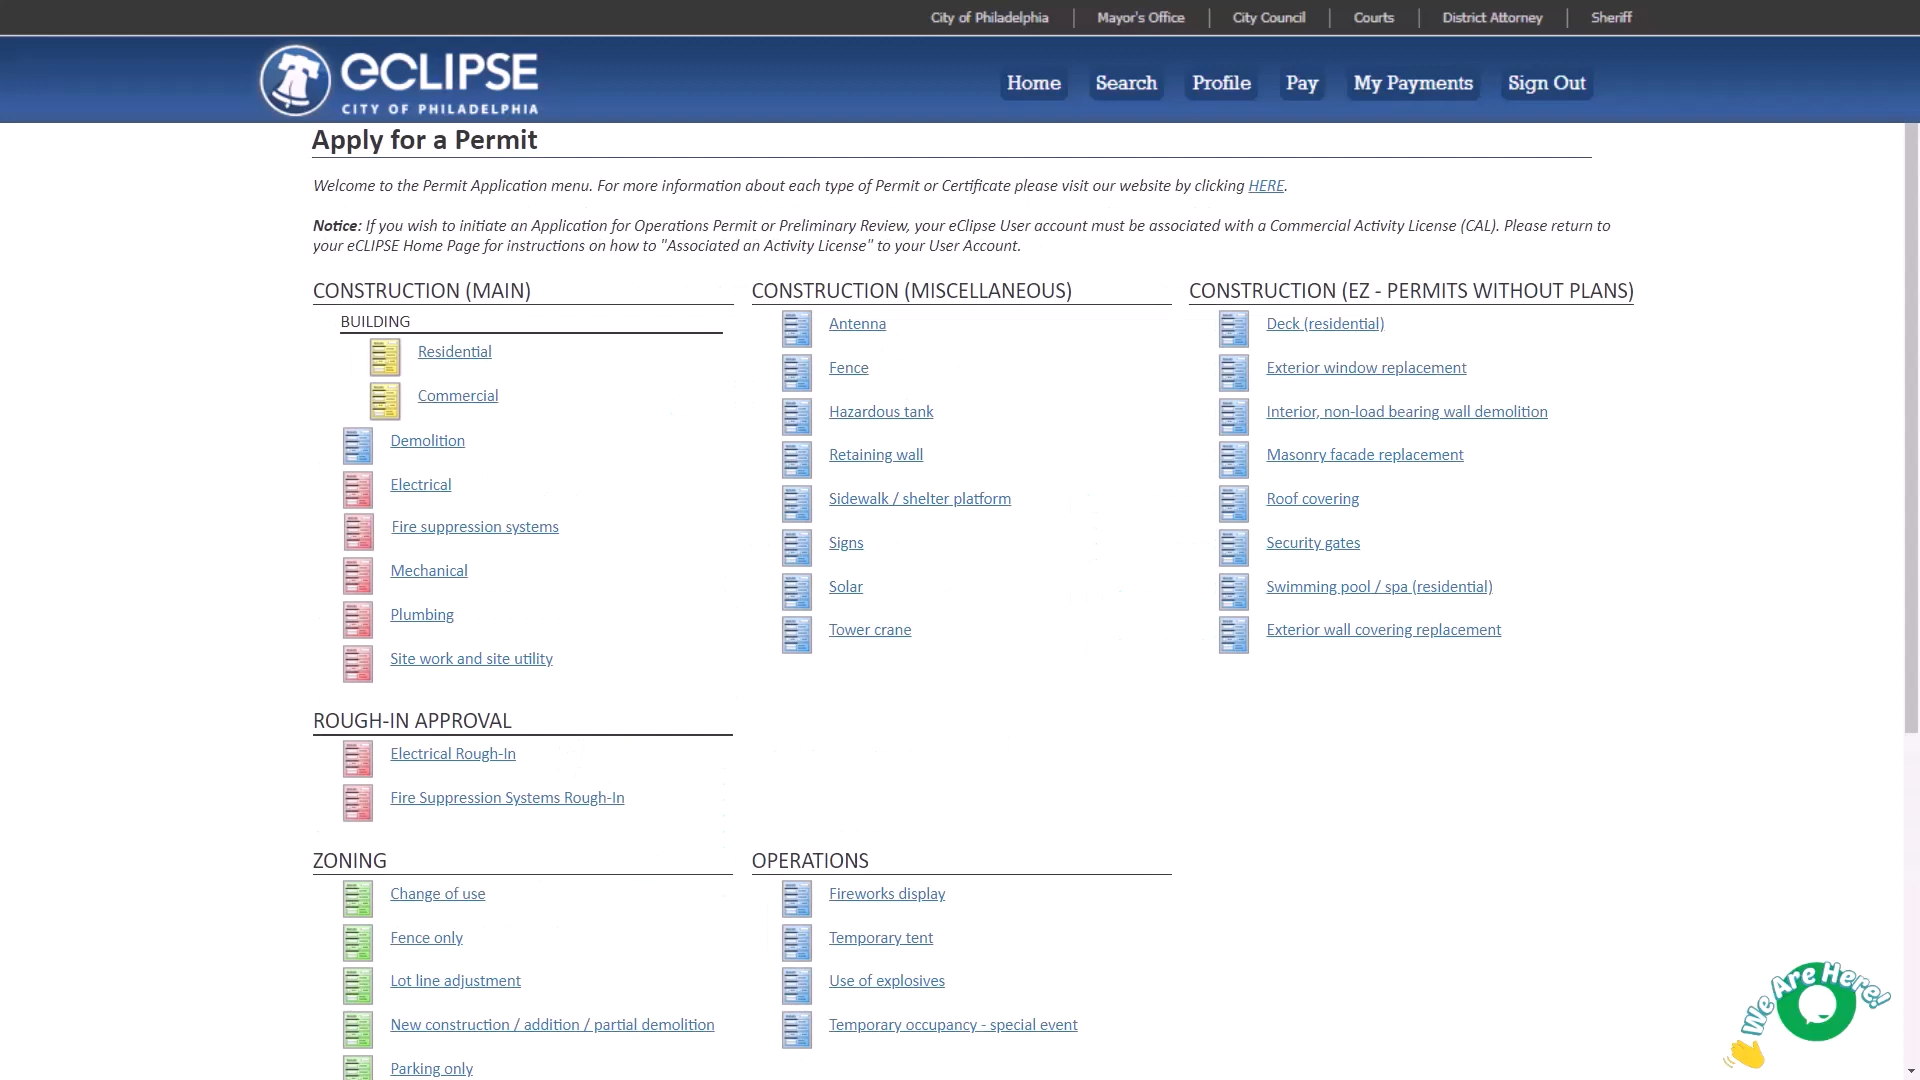 City of Philadelphia
Mayor's Office
City Council
Courts
District Attorney
Sheriff
eCLIPSE
CITY OF PHILADELPHIA
Home
Search
Profile
Pay
My Payments
Sign Out
Apply for a Permit
Welcome to the Permit Application menu. For more information about each type of Permit or Certificate please visit our website by clicking HERE.
Notice: If you wish to initiate an Application for Operations Permit or Preliminary Review, your eClipse User account must be associated with a Commercial Activity License (CAL). Please return to
your eCLIPSE Home Page for instructions on how to "Associated an Activity License" to your User Account.
CONSTRUCTION (MAIN)
BUILDING
Residential
Commercial
Demolition
Electrical
Fire suppression systems
Mechanical
Plumbing
Site work and site utility
CONSTRUCTION (MISCELLANEOUS)
Antenna
Fence
Hazardous tank
Retaining wall
Sidewalk / shelter platform
Signs
Solar
Tower crane
CONSTRUCTION (EZ - PERMITS WITHOUT PLANS)
Deck (residential)
Exterior window replacement
Interior, non-load bearing wall demolition
Masonry facade replacement
Roof covering
Security gates
Swimming pool / spa (residential)
Exterior wall covering replacement
ROUGH-IN APPROVAL
Electrical Rough-In
Fire Suppression Systems Rough-In
ZONING
Change of use
Fence only
Lot line adjustment
New construction / addition / partial demolition
Parking only
OPERATIONS
Fireworks display
Temporary tent
Use of explosives
Temporary occupancy - special event
We Are Here!